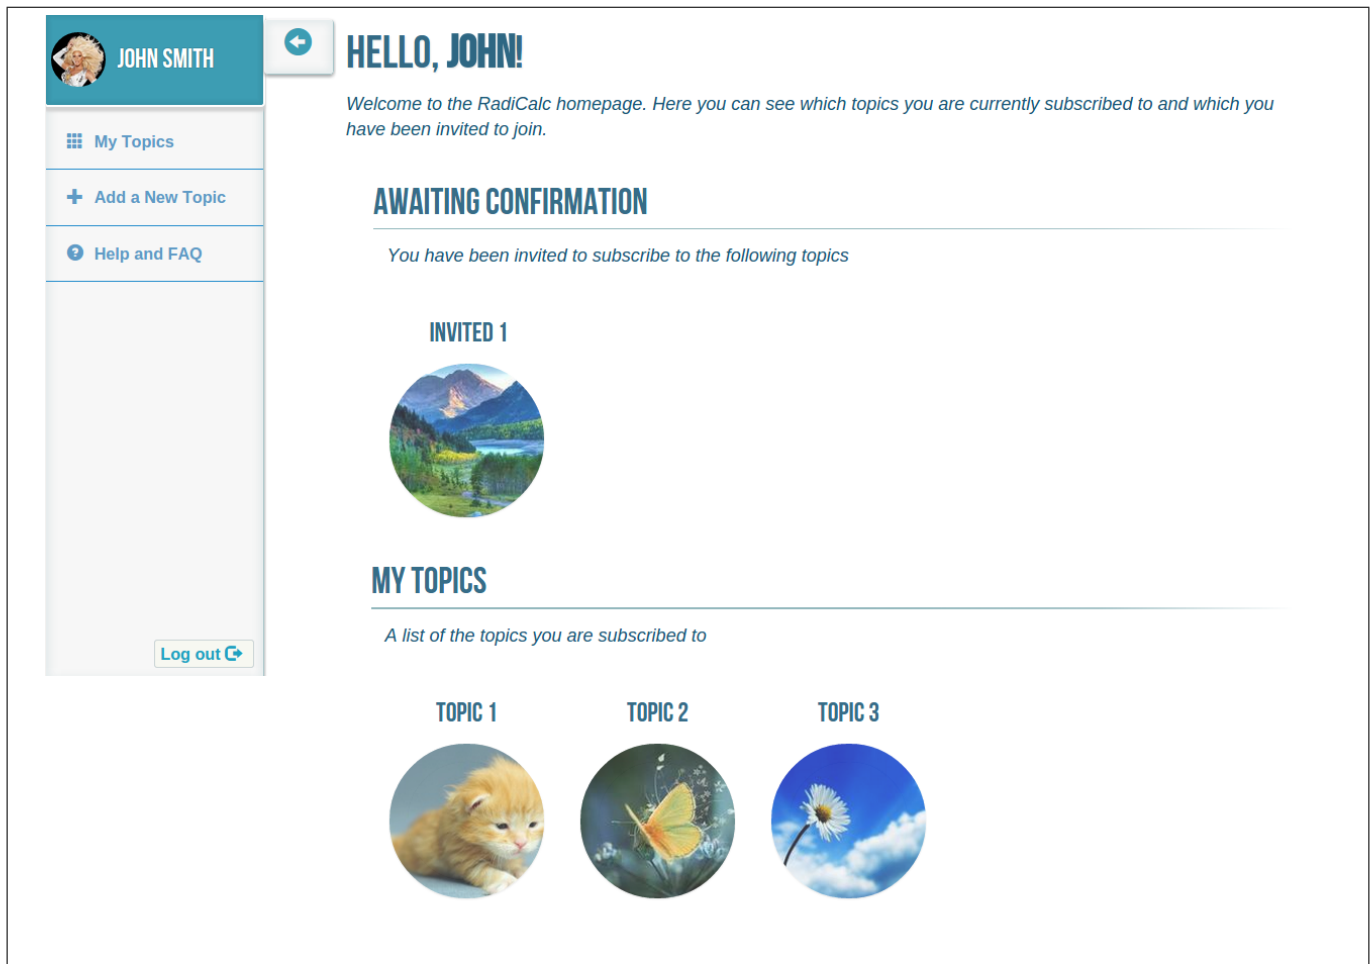 JOHN SMITH
My Topics
Add a New Topic
Help and FAQ
Log out
HELLO, JOHN!
Welcome to the RadiCalc homepage. Here you can see which topics you are currently subscribed to and which you
have been invited to join.
AWAITING CONFIRMATION
You have been invited to subscribe to the following topics
INVITED 1
MY TOPICS
A list of the topics you are subscribed to
TOPIC 1 TOPIC 2 TOPIC 3